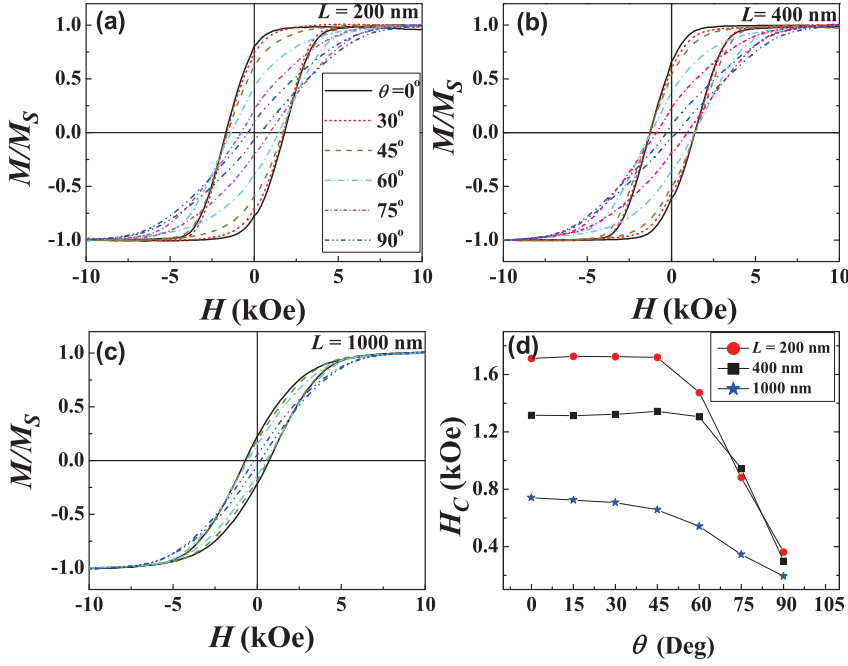 (a)
L = 200 nm
1.0
0.5
0.0
-0.5
-1.0
M/M_S
θ=0°
30°
45°
60°
75°
90°
-10 -5 0 5 10
H (kOe)
(b)
L= 400 nm
1.0
0.5
0.0
-0.5
-1.0
M/M_S
-10 -5 0 5 10
H (kOe)
(c)
L = 1000 nm
1.0
0.5
0.0
-0.5
-1.0
M/M_S
-10 -5 0 5 10
H (kOe)
(d)
L = 200 nm
400 nm
1000 nm
1.6
1.2
0.8
0.4
H_C (kOe)
0 15 30 45 60 75 90 105
θ (Deg)